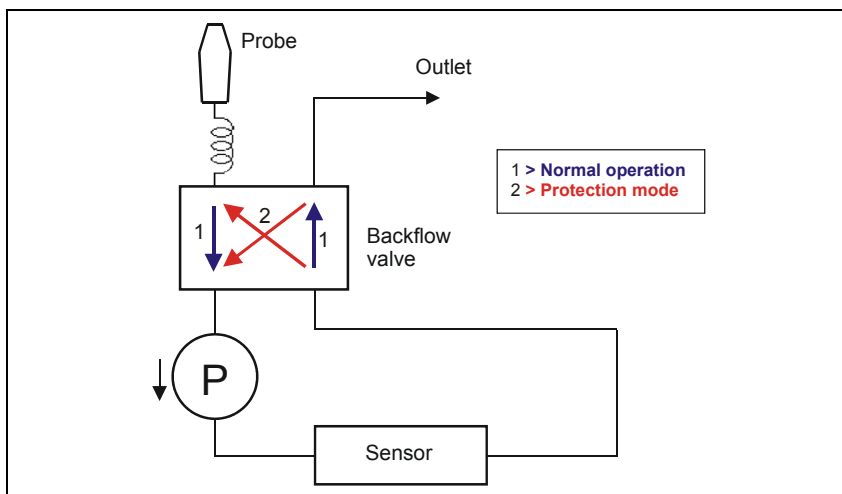 Probe
Outlet
1 > Normal operation
2 > Protection mode
2
1
1
Backflow
valve
P
Sensor